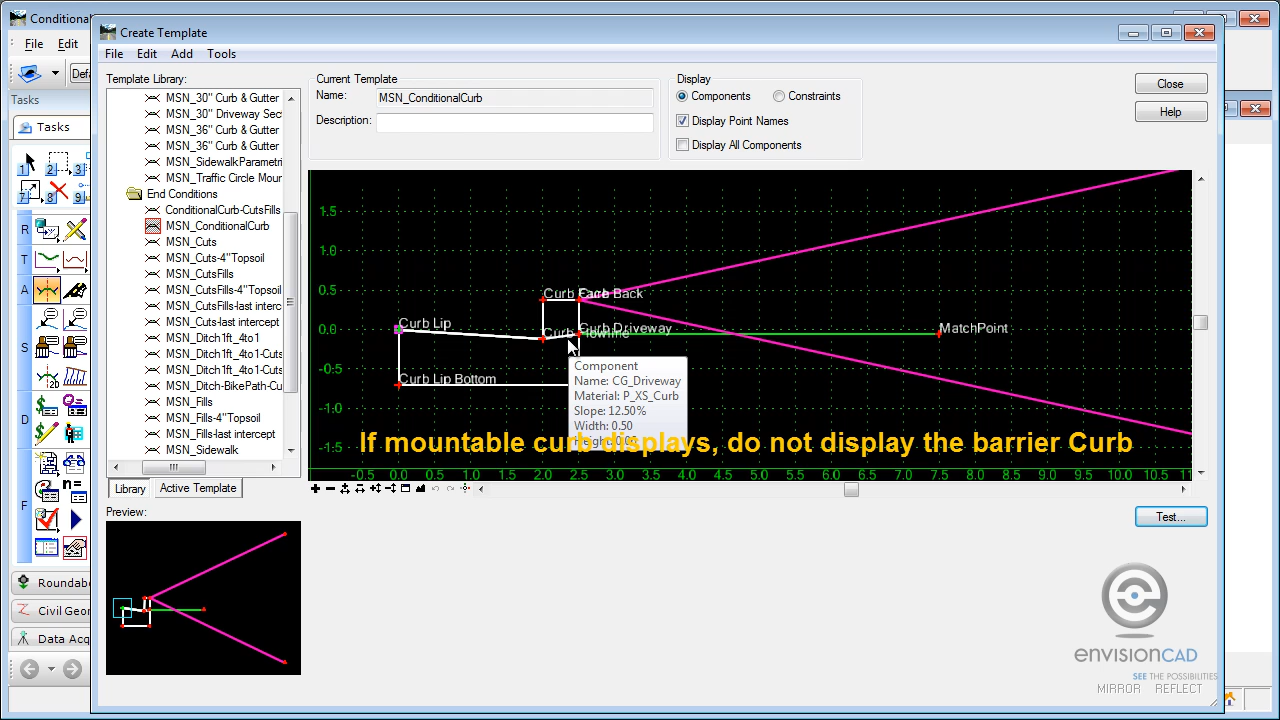 Conditional
Create Template
File Edit
File Edit Add Tools
Tasks
Tasks
Template Library:
MSN_30" Curb & Gutter
MSN_30" Driveway Sec
MSN_36" Curb & Gutter
MSN_36" Curb & Gutter
MSN_SidewalkParametri
MSN_Traffic Circle Moun
End Conditions
ConditionalCurb-CutsFills
MSN_ConditionalCurb
MSN_Cuts
MSN_Cuts-4"Topsoil
MSN_CutsFills
MSN_CutsFills-4"Topsoil
MSN_CutsFills-last interc
MSN_Cuts-last intercept
MSN_Ditch1ft_4to1
MSN_Ditch1ft_4to1-Cuts
MSN_Ditch1ft_4to1-Cuts
MSN_Ditch-BikePath-Cu
MSN_Fills
MSN_Fills-4"Topsoil
MSN_Fills-last intercept
MSN_Sidewalk
Library Active Template
Current Template
Name: MSN_ConditionalCurb
Description:
Display
Components Constraints
Display Point Names
Display All Components
Close
Help
1.5
1.0
0.5
0.0
-0.5
-1.0
-1.5
Curb Face
Curb Back
Curb Lip
Curb Driveway
Curb Flowline
MatchPoint
Curb Lip Bottom
Component
Name: CG_Driveway
Material: P_XS_Curb
Slope: 12.50%
Width: 0.50
If mountable curb displays, do not display the barrier Curb
-0.5 0.0 0.5 1.0 1.5 2.0 2.5 3.0 3.5 4.0 4.5 5.0 5.5 6.0 6.5 7.0 7.5 8.0 8.5 9.0 9.5 10.0 10.5 11
Preview:
Test...
R
T
A
S
D
F
Roundab
Civil Geor
Data Acq
envisionCAD
SEE THE POSSIBILITIES
MIRROR REFLECT